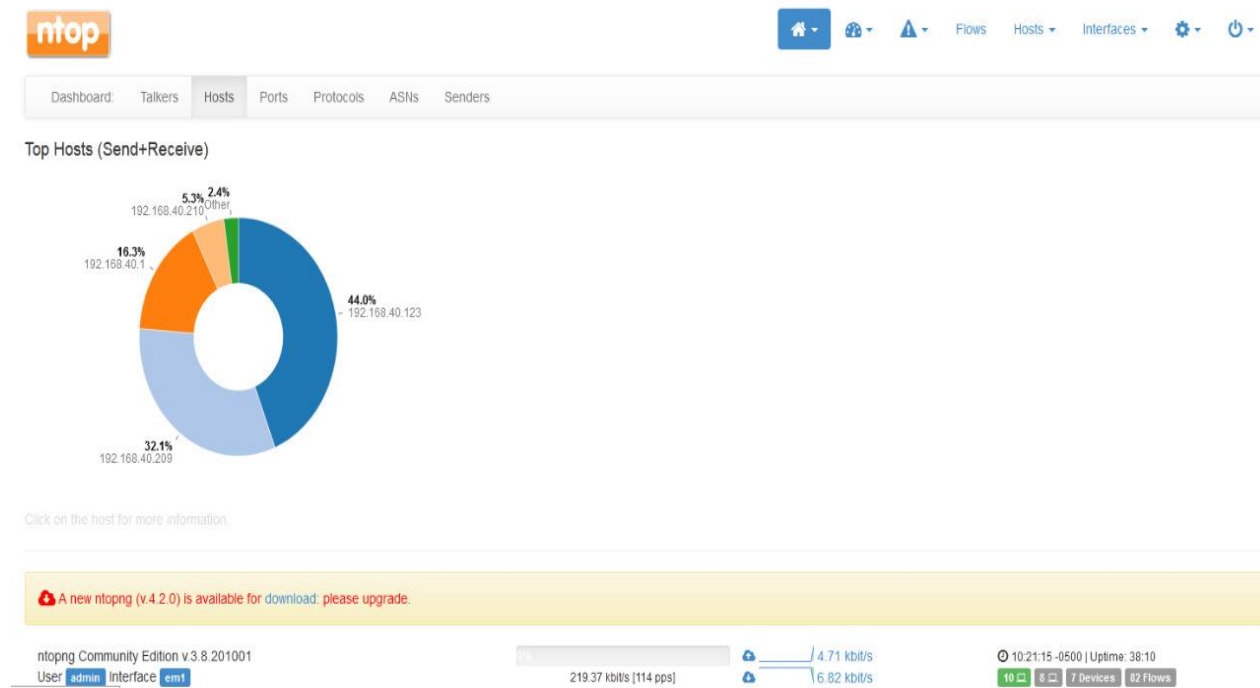 ntop
Flows Hosts Interfaces
Dashboard: Talkers Hosts Ports Protocols ASNs Senders
Top Hosts (Send+Receive)
2.4%
Other
5.3%
192.168.40.210
16.3%
192.168.40.1
44.0%
192.168.40.123
32.1%
192.168.40.209
Click on the host for more information.
A new ntopng (v.4.2.0) is available for download: please upgrade.
ntopng Community Edition v.3.8.201001
User admin Interface em1
219.37 kbit/s [114 pps]
4.71 kbit/s
6.82 kbit/s
10:21:15 -0500 | Uptime: 38:10
10 8 7 Devices 82 Flows